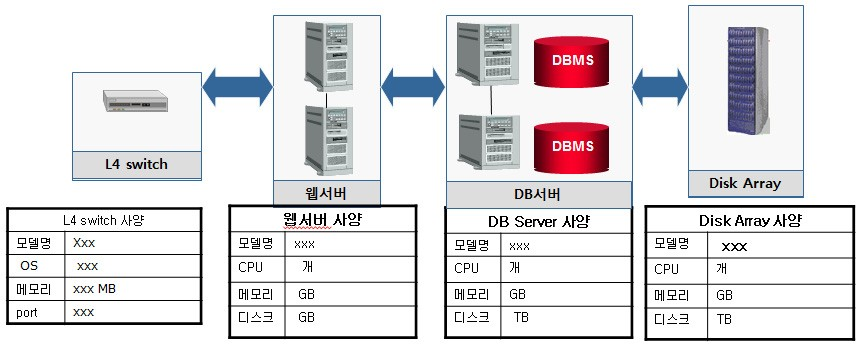 DBMS
DBMS
L4 switch
웹서버
DB서버
Disk Array
L4 switch 사양
모델명 Xxx
OS xxx
메모리 xxx MB
port xxx
웹서버 사양
모델명 xxx
CPU 개
메모리 GB
디스크 GB
DB Server 사양
모델명 xxx
CPU 개
메모리 GB
디스크 TB
Disk Array 사양
모델명 xxx
CPU 개
메모리 GB
디스크 TB